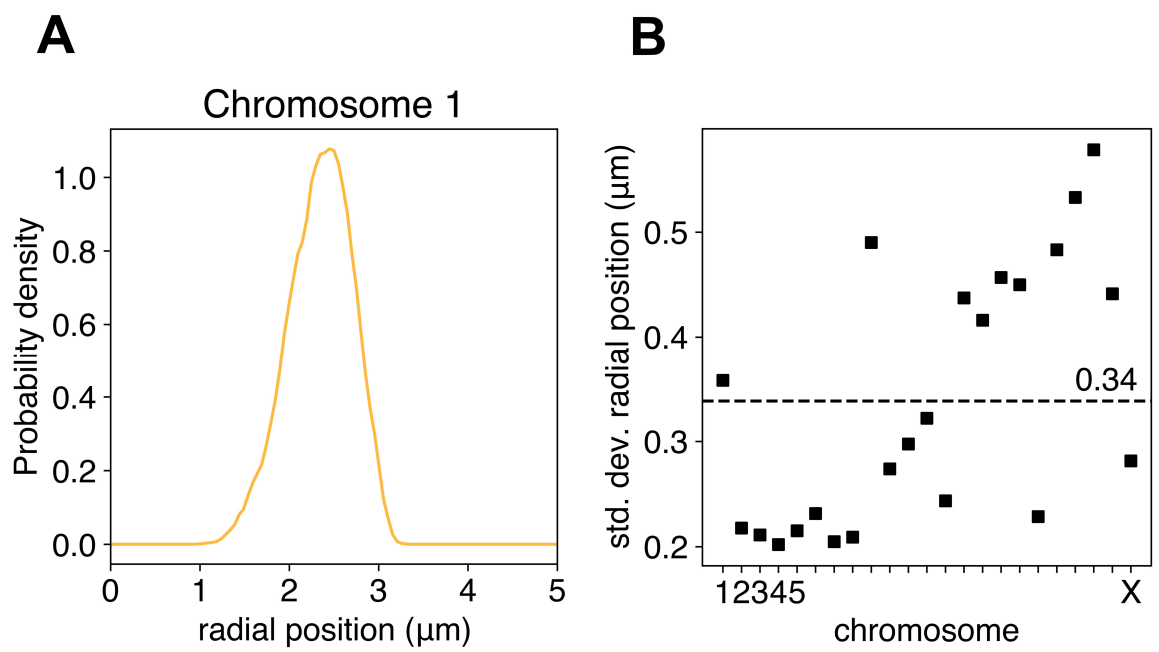 A
Chromosome 1
Probability density
1.0
0.8
0.6
0.4
0.2
0.0
0 1 2 3 4 5
radial position (μm)
B
std. dev. radial position (μm)
0.5
0.4
0.3
0.2
0.34
12345 X
chromosome